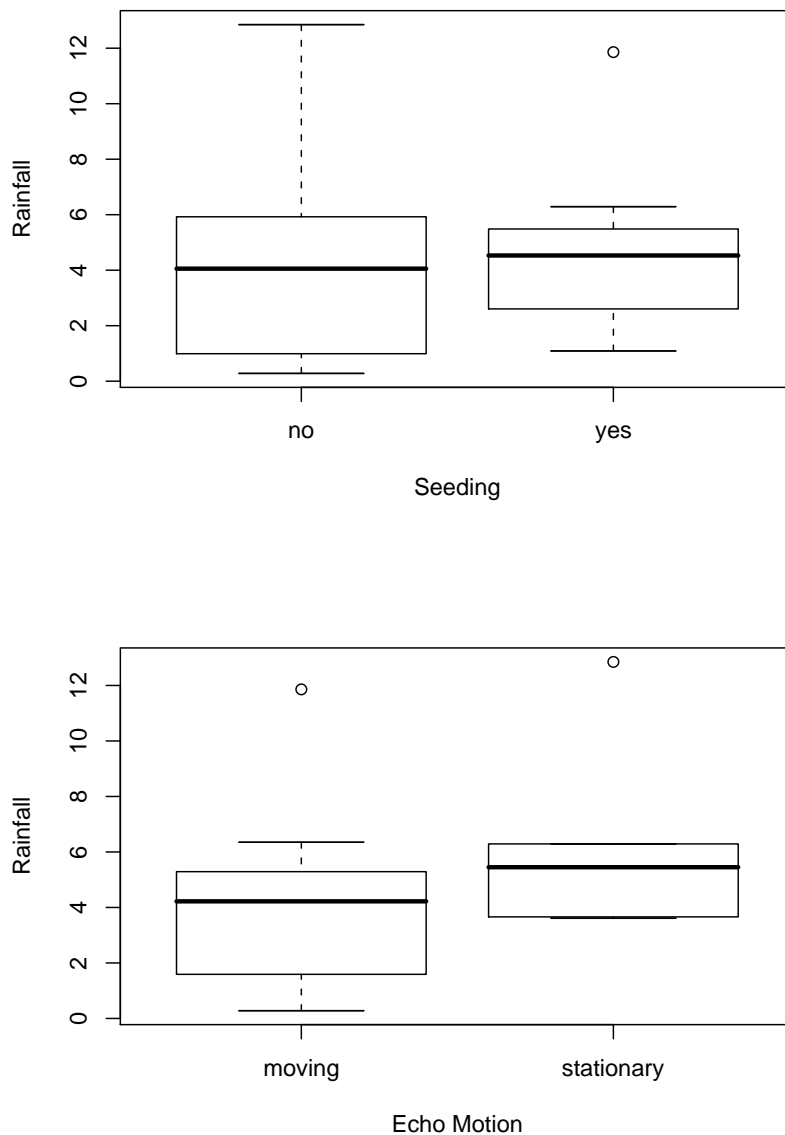 Rainfall
0
2
4
6
8
10
12
no
yes
Seeding
Rainfall
0
2
4
6
8
10
12
moving
stationary
Echo Motion